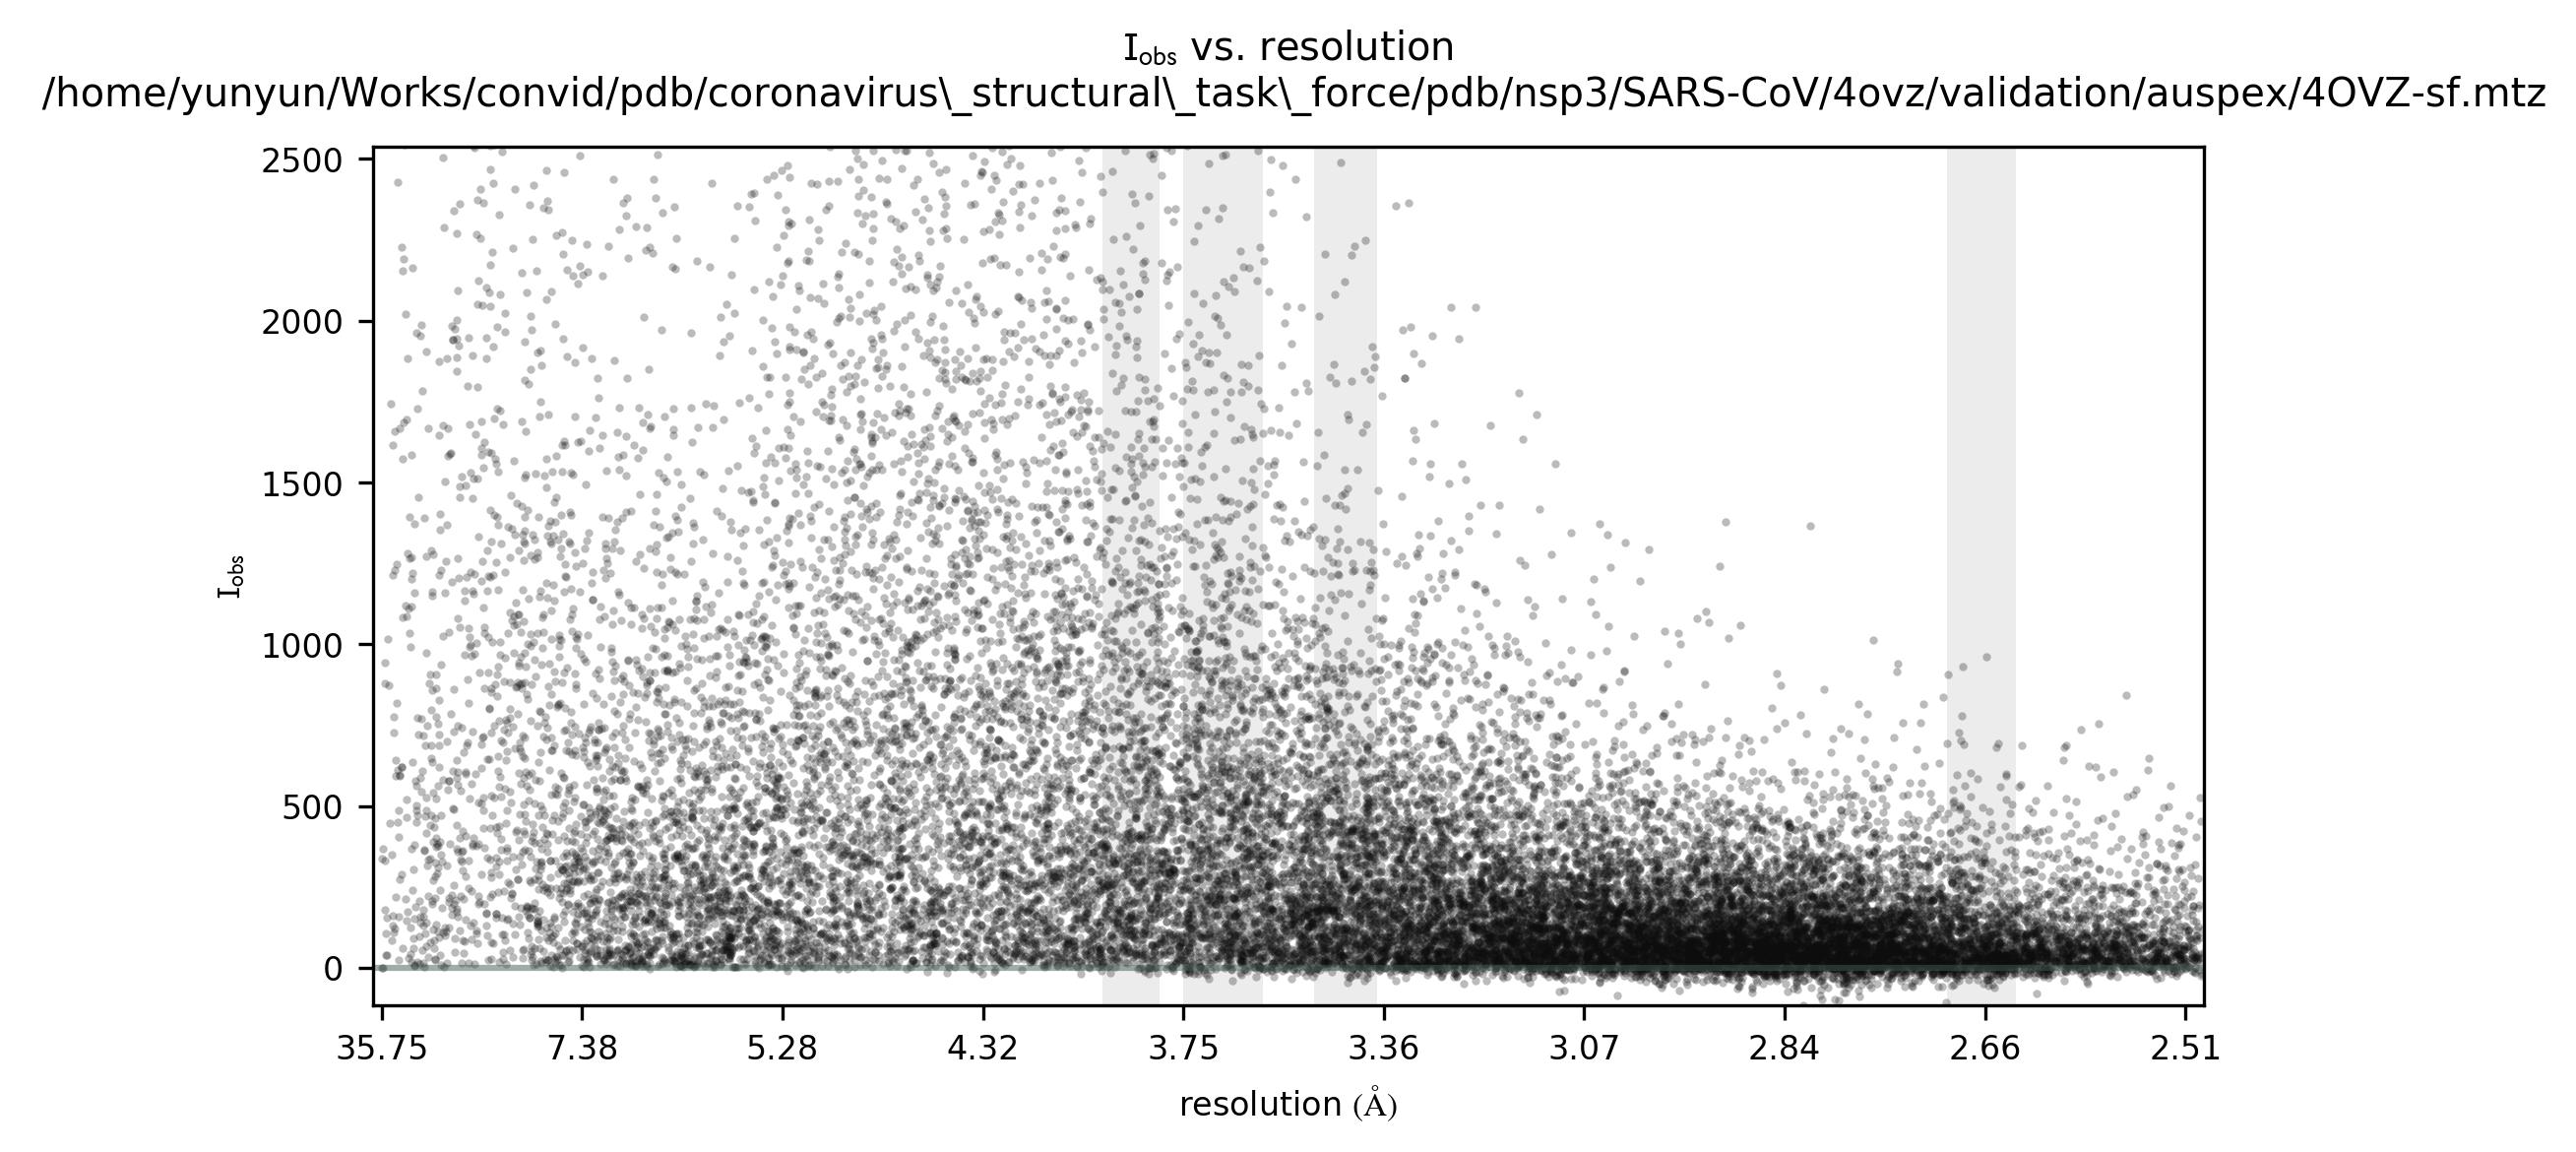 Iobs vs. resolution
/home/yunyun/Works/convid/pdb/coronavirus\_structural\_task\_force/pdb/nsp3/SARS-CoV/4ovz/validation/auspex/4OVZ-sf.mtz
2500
2000
1500
1000
500
0
Iobs
35.75 7.38 5.28 4.32 3.75 3.36 3.07 2.84 2.66 2.51
resolution (Å)